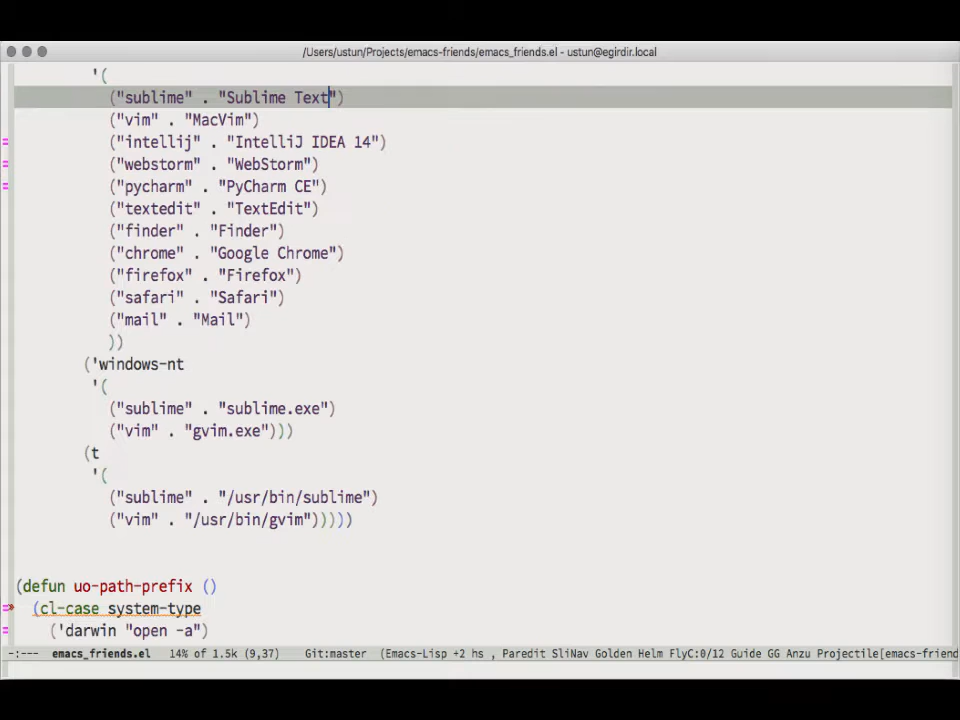 /Users/ustun/Projects/emacs-friends/emacs_friends.el - ustun@egirdir.local
'(
("sublime" . "Sublime Text")
("vim" . "MacVim")
("intellij" . "IntelliJ IDEA 14")
("webstorm" . "WebStorm")
("pycharm" . "PyCharm CE")
("textedit" . "TextEdit")
("finder" . "Finder")
("chrome" . "Google Chrome")
("firefox" . "Firefox")
("safari" . "Safari")
("mail" . "Mail")
))
('windows-nt
'(
("sublime" . "sublime.exe")
("vim" . "gvim.exe")))
(t
'(
("sublime" . "/usr/bin/sublime")
("vim" . "/usr/bin/gvim")))))
(defun uo-path-prefix ()
(cl-case system-type
('darwin "open -a")
-:--- emacs_friends.el 14% of 1.5k (9,37) Git:master (Emacs-Lisp +2 hs , Paredit SliNav Golden Helm FlyC:0/12 Guide GG Anzu Projectile[emacs-friend